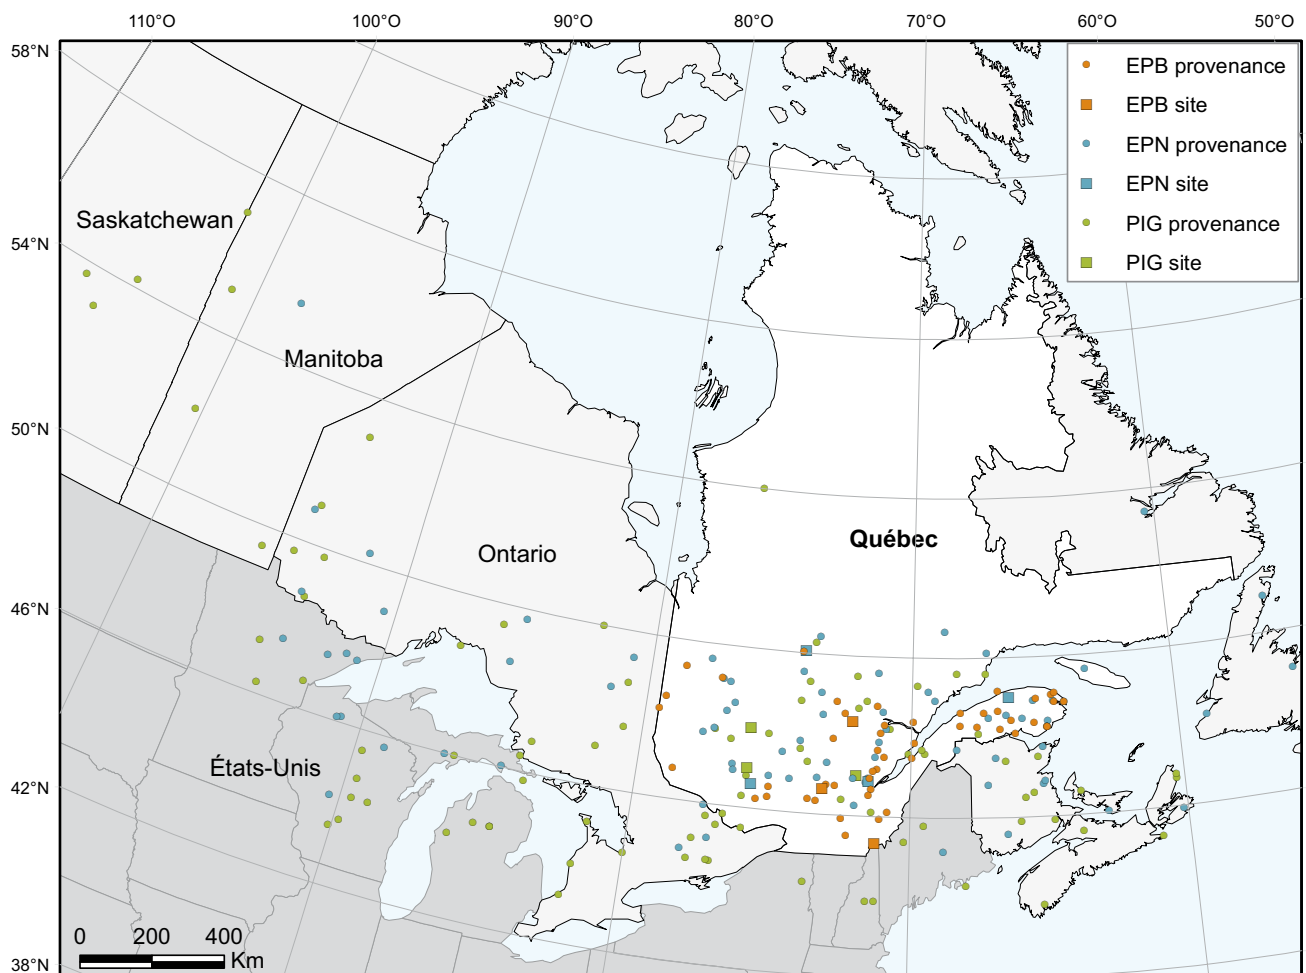 110°O 100°O 90°O 80°O 70°O 60°O 50°O
58°N
EPB provenance
EPB site
EPN provenance
EPN site
PIG provenance
PIG site
Saskatchewan
54°N
Manitoba
50°N
Québec
Ontario
46°N
États-Unis
42°N
0 200 400
Km
38°N